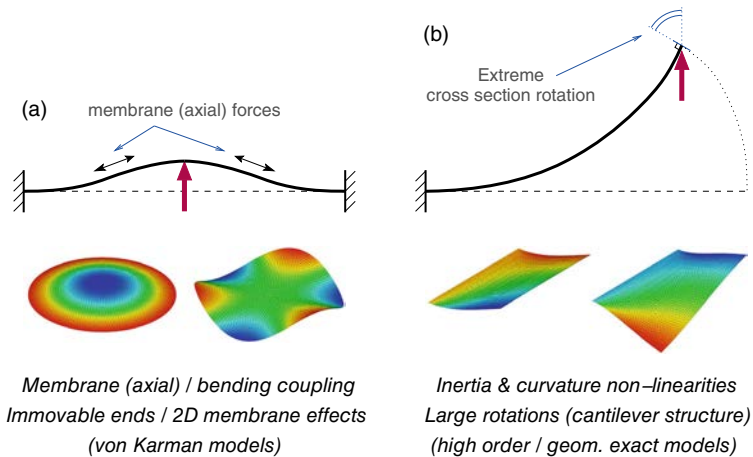 (a)
membrane (axial) forces
Membrane (axial) / bending coupling
Immovable ends / 2D membrane effects
(von Karman models)
(b)
Extreme
cross section rotation
Inertia & curvature non–linearities
Large rotations (cantilever structure)
(high order / geom. exact models)